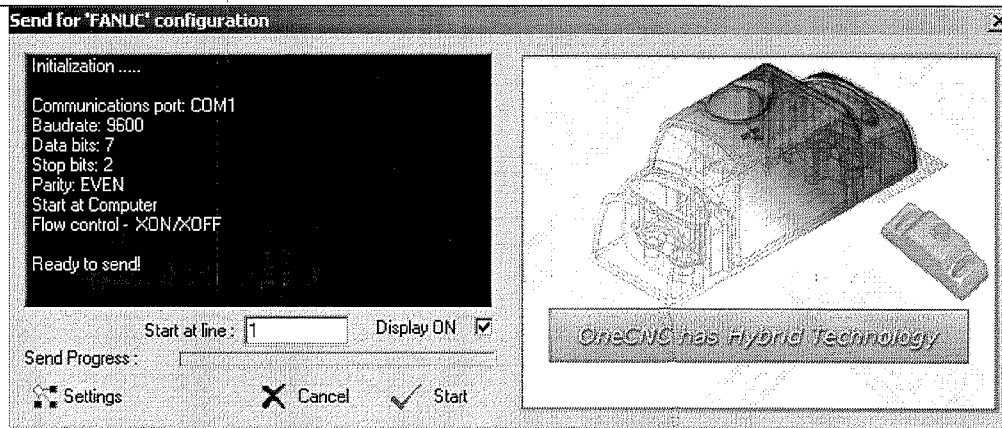 Send for 'FANUC' configuration
Initialization .....
Communications port: COM1
Baudrate: 9600
Data bits: 7
Stop bits: 2
Parity: EVEN
Start at Computer
Flow control - XON/XOFF
Ready to send!
Start at line : 1 Display ON
Send Progress :
Settings Cancel Start
OneCNC has Hybrid Technology